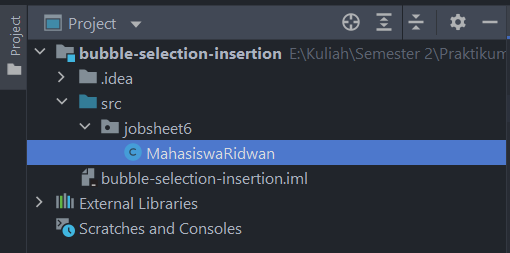 Project
Project
bubble-selection-insertion E:\Kuliah\Semester 2\Praktikum
.idea
src
jobsheet6
C MahasiswaRidwan
bubble-selection-insertion.iml
External Libraries
Scratches and Consoles